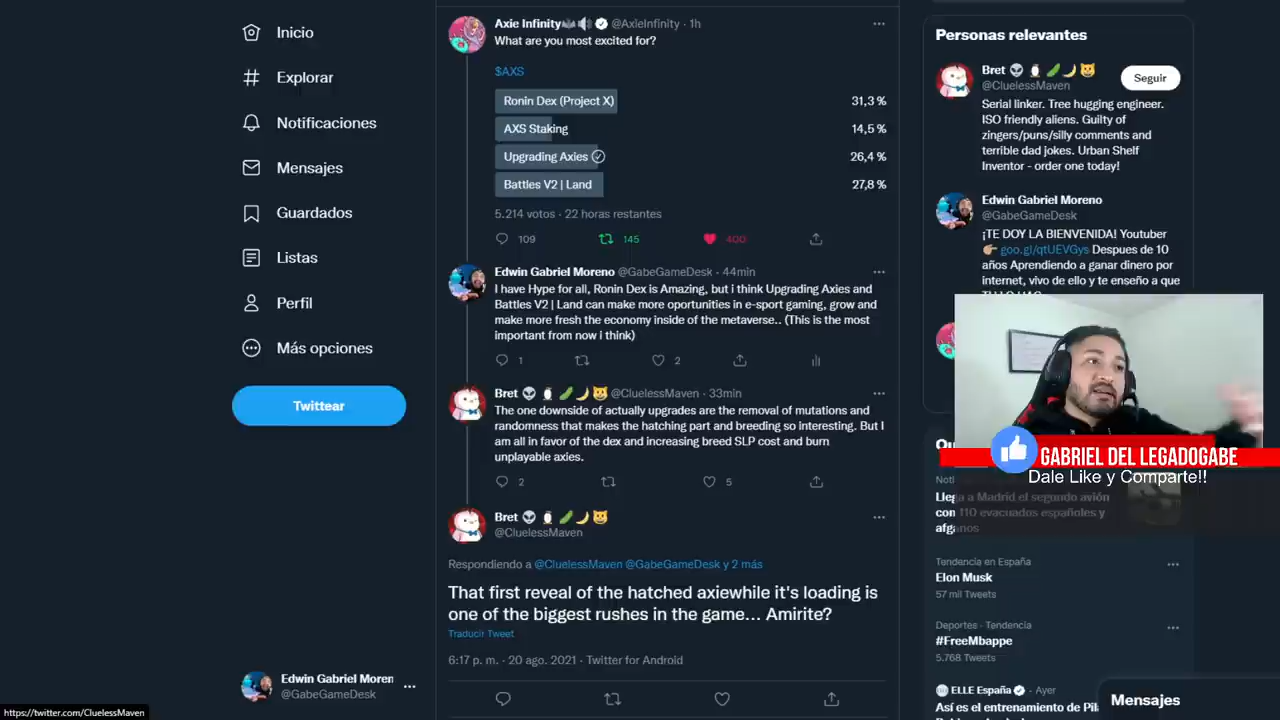 Inicio
Explorar
Notificaciones
Mensajes
Guardados
Listas
Perfil
Más opciones
Twittear
Edwin Gabriel Moren
@GabeGameDesk
https://twitter.com/CluelessMaven
Axie Infinity @AxieInfinity · 1h
What are you most excited for?
$AXS
Ronin Dex (Project X) 31,3 %
AXS Staking 14,5 %
Upgrading Axies 26,4 %
Battles V2 | Land 27,8 %
5.214 votos · 22 horas restantes
109 145 400
Edwin Gabriel Moreno @GabeGameDesk · 44min
I have Hype for all, Ronin Dex is Amazing, but i think Upgrading Axies and
Battles V2 | Land can make more oportunities in e-sport gaming, grow and
make more fresh the economy inside of the metaverse.. (This is the most
important from now i think)
1 2
Bret @CluelessMaven · 33min
The one downside of actually upgrades are the removal of mutations and
randomness that makes the hatching part and breeding so interesting. But I
am all in favor of the dex and increasing breed SLP cost and burn
unplayable axies.
2 5
Bret
@CluelessMaven
Respondiendo a @CluelessMaven @GabeGameDesk y 2 más
That first reveal of the hatched axiewhile it's loading is
one of the biggest rushes in the game... Amirite?
Traducir Tweet
6:17 p. m. · 20 ago. 2021 · Twitter for Android
Personas relevantes
Bret
@CluelessMaven
Seguir
Serial linker. Tree hugging engineer.
ISO friendly aliens. Guilty of
zingers/puns/silly comments and
terrible dad jokes. Urban Shelf
Inventor - order one today!
Edwin Gabriel Moreno
@GabeGameDesk
¡TE DOY LA BIENVENIDA! Youtuber
goo.gl/qtUEVGys Despues de 10
años Aprendiendo a ganar dinero por
internet, vivo de ello y te enseño a que
GABRIEL DEL LEGADOGABE
Dale Like y Comparte!!
Noti
Llega a Madrid el segundo avión
con 110 evacuados españoles y
afganos
Tendencia en España
Elon Musk
57 mil Tweets
Deportes · Tendencia
#FreeMbappe
5.768 Tweets
ELLE España · Ayer
Así es el entrenamiento de Pil
Mensajes